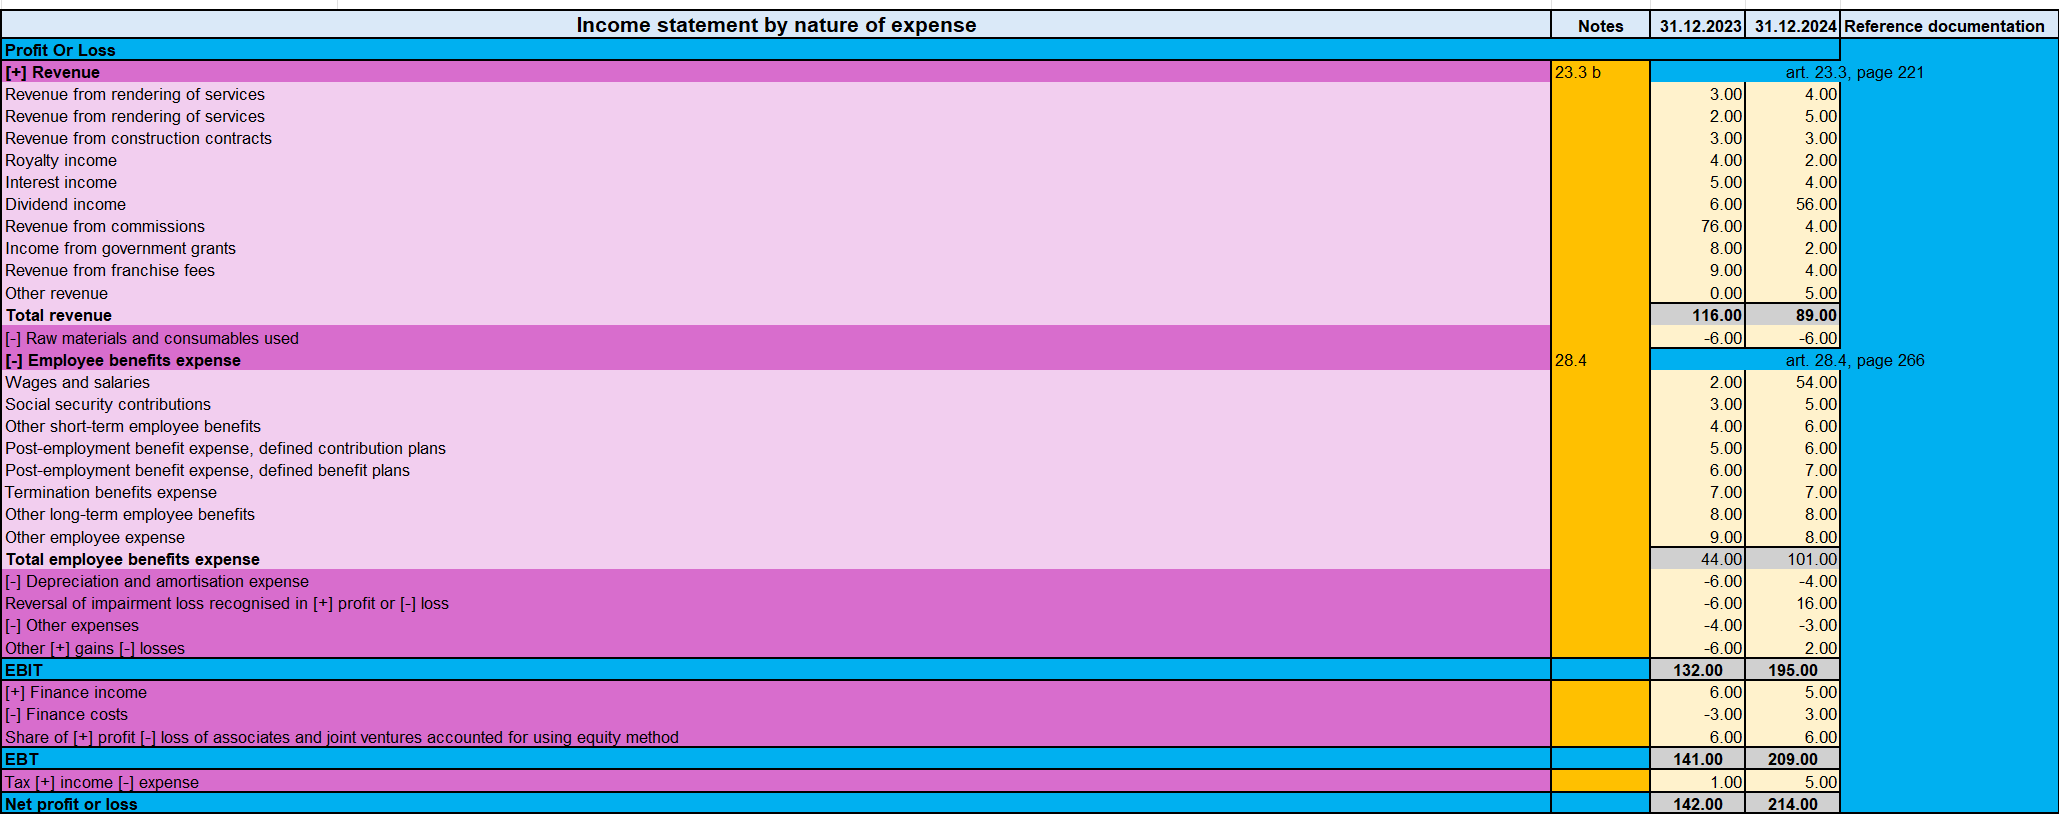 Income statement by nature of expense Notes 31.12.2023 31.12.2024 Reference documentation
Profit Or Loss
[+] Revenue 23.3 b art. 23.3, page 221
Revenue from rendering of services 3.00 4.00
Revenue from rendering of services 2.00 5.00
Revenue from construction contracts 3.00 3.00
Royalty income 4.00 2.00
Interest income 5.00 4.00
Dividend income 6.00 56.00
Revenue from commissions 76.00 4.00
Income from government grants 8.00 2.00
Revenue from franchise fees 9.00 4.00
Other revenue 0.00 5.00
Total revenue 116.00 89.00
[-] Raw materials and consumables used -6.00 -6.00
[-] Employee benefits expense 28.4 art. 28.4, page 266
Wages and salaries 2.00 54.00
Social security contributions 3.00 5.00
Other short-term employee benefits 4.00 6.00
Post-employment benefit expense, defined contribution plans 5.00 6.00
Post-employment benefit expense, defined benefit plans 6.00 7.00
Termination benefits expense 7.00 7.00
Other long-term employee benefits 8.00 8.00
Other employee expense 9.00 8.00
Total employee benefits expense 44.00 101.00
[-] Depreciation and amortisation expense -6.00 -4.00
Reversal of impairment loss recognised in [+] profit or [-] loss -6.00 16.00
[-] Other expenses -4.00 -3.00
Other [+] gains [-] losses -6.00 2.00
EBIT 132.00 195.00
[+] Finance income 6.00 5.00
[-] Finance costs -3.00 3.00
Share of [+] profit [-] loss of associates and joint ventures accounted for using equity method 6.00 6.00
EBT 141.00 209.00
Tax [+] income [-] expense 1.00 5.00
Net profit or loss 142.00 214.00